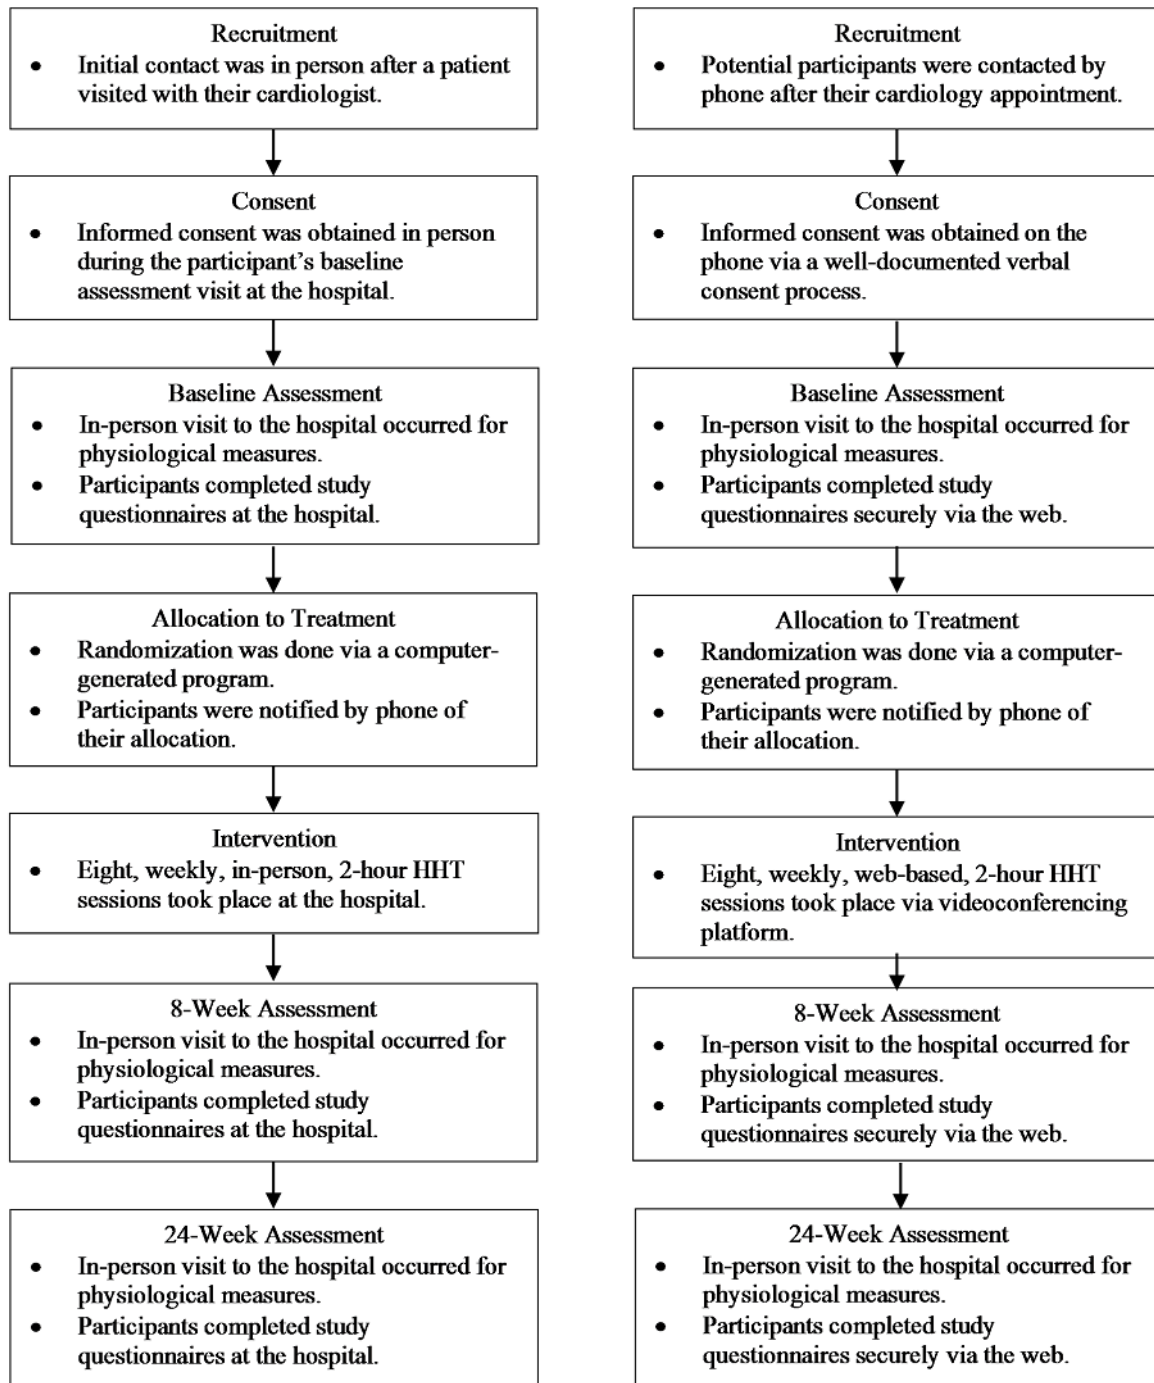 Recruitment
• Initial contact was in person after a patient
visited with their cardiologist.
Consent
• Informed consent was obtained in person
during the participant's baseline
assessment visit at the hospital.
Baseline Assessment
• In-person visit to the hospital occurred for
physiological measures.
• Participants completed study
questionnaires at the hospital.
Allocation to Treatment
• Randomization was done via a computer-
generated program.
• Participants were notified by phone of
their allocation.
Intervention
• Eight, weekly, in-person, 2-hour HHT
sessions took place at the hospital.
8-Week Assessment
• In-person visit to the hospital occurred for
physiological measures.
• Participants completed study
questionnaires at the hospital.
24-Week Assessment
• In-person visit to the hospital occurred for
physiological measures.
• Participants completed study
questionnaires at the hospital.
Recruitment
• Potential participants were contacted by
phone after their cardiology appointment.
Consent
• Informed consent was obtained on the
phone via a well-documented verbal
consent process.
Baseline Assessment
• In-person visit to the hospital occurred for
physiological measures.
• Participants completed study
questionnaires securely via the web.
Allocation to Treatment
• Randomization was done via a computer-
generated program.
• Participants were notified by phone of
their allocation.
Intervention
• Eight, weekly, web-based, 2-hour HHT
sessions took place via videoconferencing
platform.
8-Week Assessment
• In-person visit to the hospital occurred for
physiological measures.
• Participants completed study
questionnaires securely via the web.
24-Week Assessment
• In-person visit to the hospital occurred for
physiological measures.
• Participants completed study
questionnaires securely via the web.